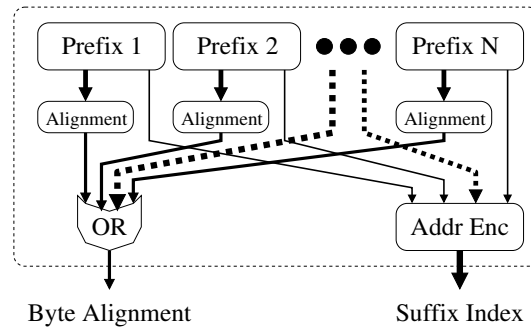 Prefix 1 Prefix 2 Prefix N
Alignment Alignment Alignment
OR Addr Enc
Byte Alignment Suffix Index